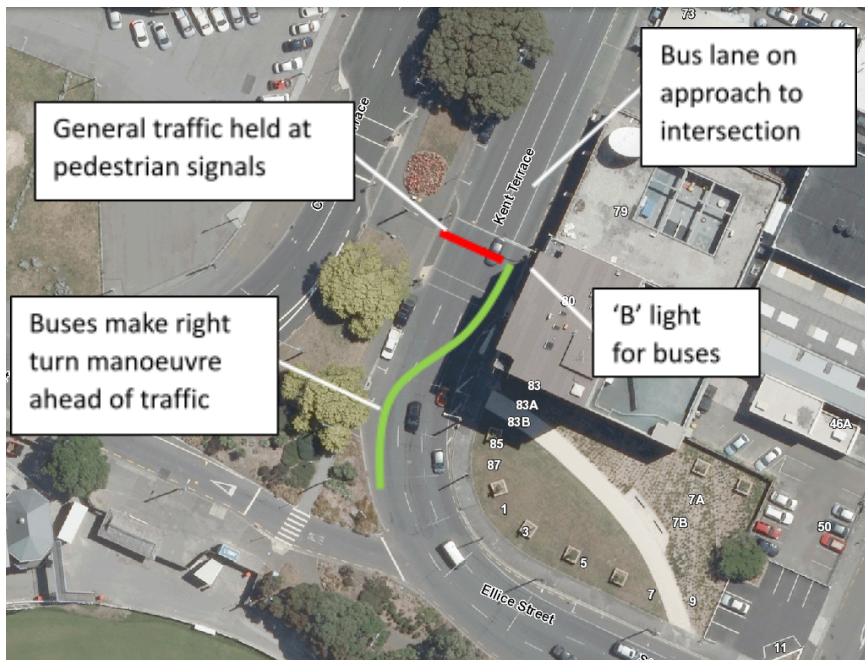 73
Bus lane on
approach to
intersection
General traffic held at
pedestrian signals
Kent Terrace
79
80
'B' light
for buses
Buses make right
turn manoeuvre
ahead of traffic
83
83A
83B
46A
85
87
7A
7B
1
3
50
5
7
9
Ellice Street
11